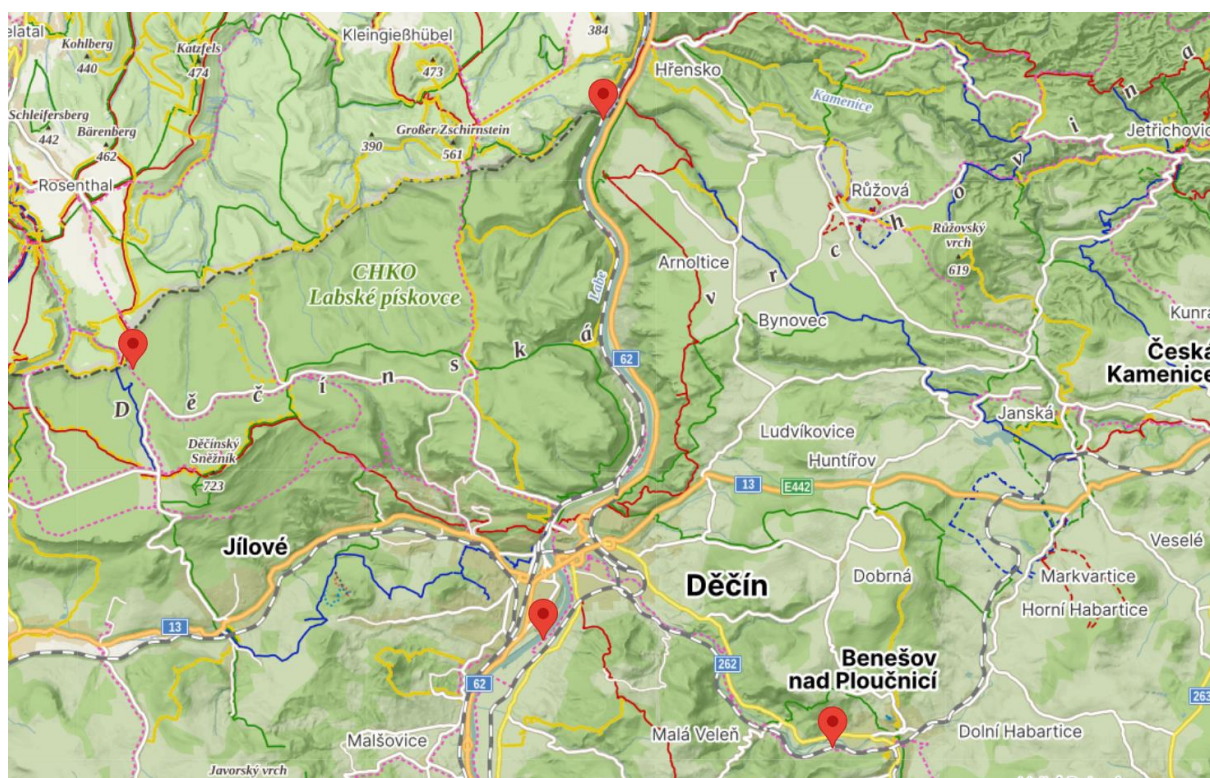 elatal
Kohlberg
440
Katzfels
474
Kleingießhübel
473
384
Hřensko
Schleifersberg
442
Bärenberg
462
Großer Zschirnstein
390
561
Kamenice
Jetřichovic
Rosenthal
Růžová
Růžovský
vrch
619
CHKO
Labské pískovce
Labe
Arnoltice
Bynovec
Kunra
62
Česká
Kamenice
D ě č í n s k á v r c h o v i n a
Děčínský
Sněžník
723
Janská
Ludvíkovice
Huntířov
13
E442
Jílové
Veselé
Děčín
Dobrná
Markvartice
Horní Habartice
13
62
262
Benešov
nad Ploučnicí
263
Malšovice
Malá Veleň
Dolní Habartice
Javorský vrch